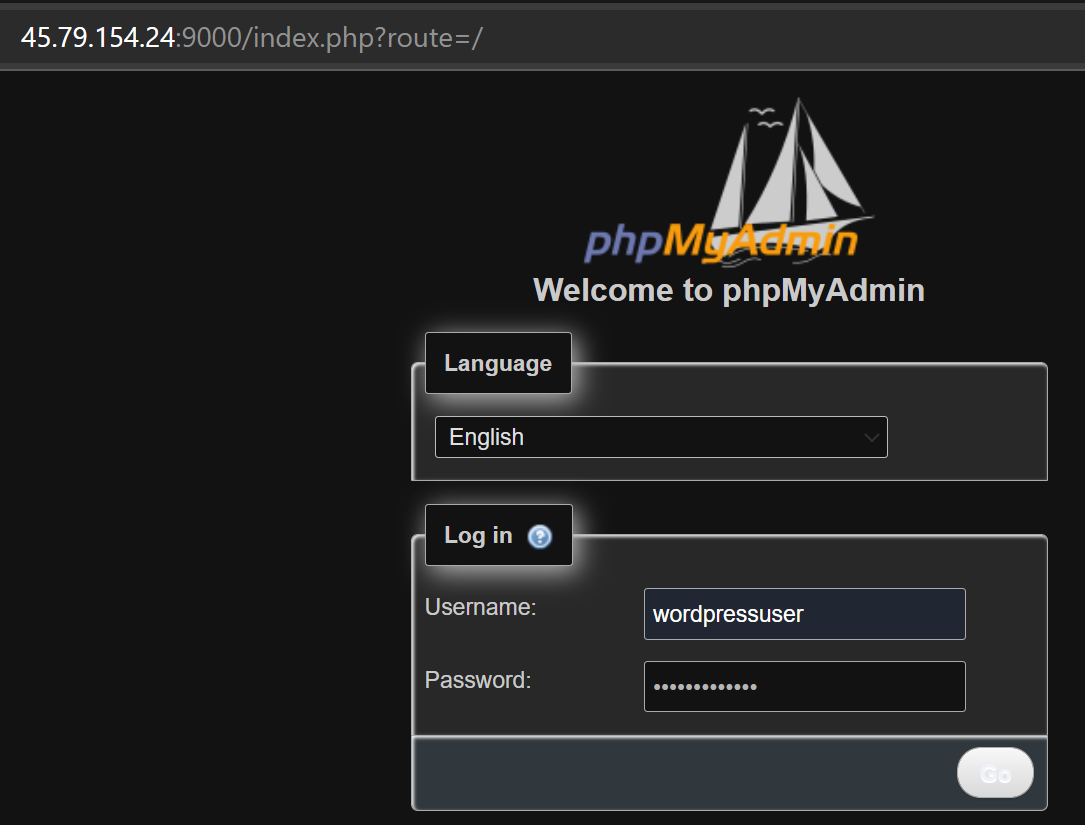 45.79.154.24:9000/index.php?route=/
phpMyAdmin
Welcome to phpMyAdmin
Language
English
Log in ?
Username:
wordpressuser
Password:
•••••••••••••
Go